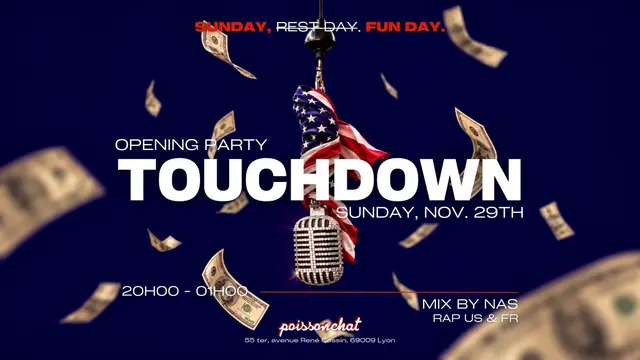 SUNDAY, REST DAY. FUN DAY.
OPENING PARTY
TOUCHDOWN
SUNDAY, NOV. 29TH
20H00 - 01H00
MIX BY NAS
RAP US & FR
poissonchat
55 ter, avenue René Cassin, 69009 Lyon